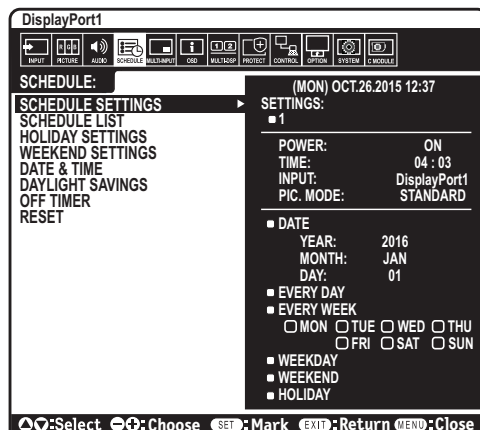 DisplayPort1
INPUT PICTURE AUDIO SCHEDULE MULTI-INPUT OSD MULTI-DSP PROTECT CONTROL OPTION SYSTEM C MODULE
R G B
1 2
SCHEDULE:
SCHEDULE SETTINGS
SCHEDULE LIST
HOLIDAY SETTINGS
WEEKEND SETTINGS
DATE & TIME
DAYLIGHT SAVINGS
OFF TIMER
RESET
(MON) OCT.26.2015 12:37
SETTINGS:
1
POWER: ON
TIME: 04 : 03
INPUT: DisplayPort1
PIC. MODE: STANDARD
DATE
YEAR: 2016
MONTH: JAN
DAY: 01
EVERY DAY
EVERY WEEK
MON TUE WED THU
FRI SAT SUN
WEEKDAY
WEEKEND
HOLIDAY
:Select :Choose SET :Mark EXIT :Return MENU :Close